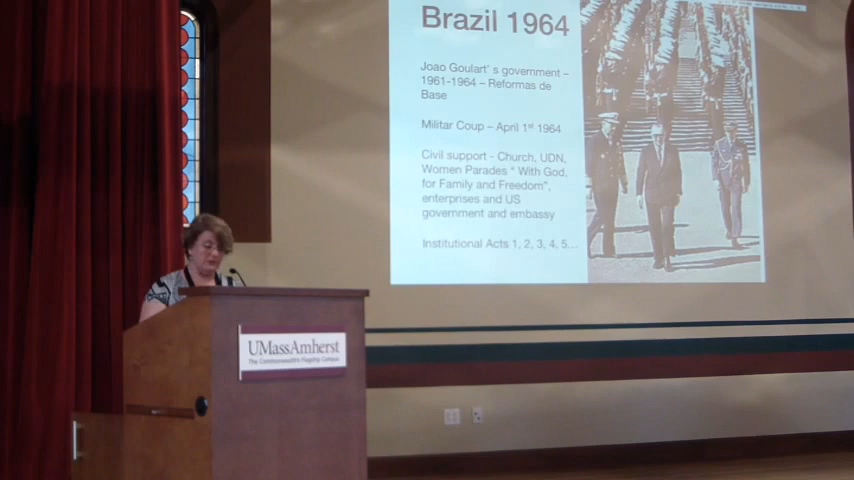 Brazil 1964
Joao Goulart' s government –
1961-1964 – Reformas de
Base
Militar Coup – April 1st 1964
Civil support - Church, UDN,
Women Parades " With God,
for Family and Freedom",
enterprises and US
government and embassy
Institutional Acts 1, 2, 3, 4, 5...
UMassAmherst
The Commonwealth's Flagship Campus